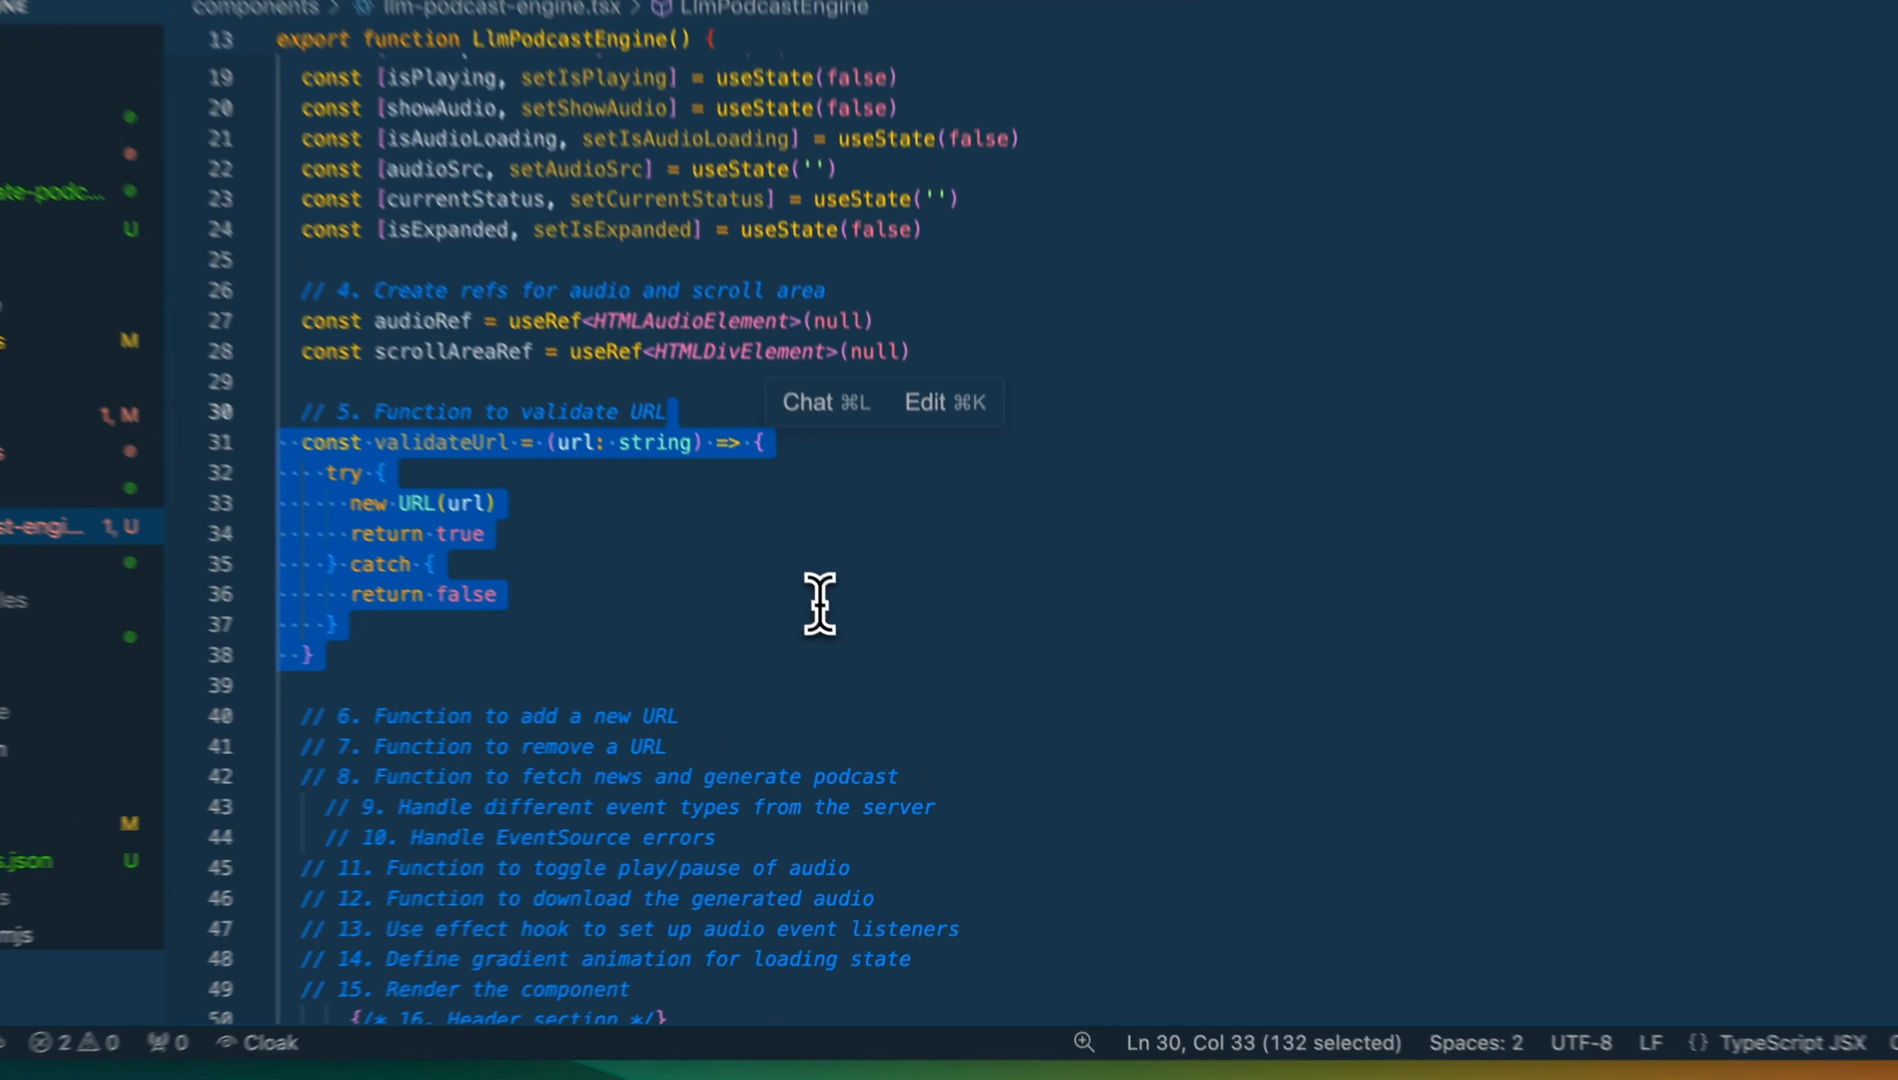 components > llm-podcast-engine.tsx > LlmPodcastEngine
13 export function LlmPodcastEngine() {
19 const [isPlaying, setIsPlaying] = useState(false)
20 const [showAudio, setShowAudio] = useState(false)
21 const [isAudioLoading, setIsAudioLoading] = useState(false)
22 const [audioSrc, setAudioSrc] = useState('')
23 const [currentStatus, setCurrentStatus] = useState('')
24 const [isExpanded, setIsExpanded] = useState(false)
25
26 // 4. Create refs for audio and scroll area
27 const audioRef = useRef<HTMLAudioElement>(null)
28 const scrollAreaRef = useRef<HTMLDivElement>(null)
29
Chat ⌘L Edit ⌘K
30 // 5. Function to validate URL
31 const validateUrl = (url: string) => {
32 try {
33 new URL(url)
34 return true
35 } catch {
36 return false
37 }
38 }
39
40 // 6. Function to add a new URL
41 // 7. Function to remove a URL
42 // 8. Function to fetch news and generate podcast
43 // 9. Handle different event types from the server
44 // 10. Handle EventSource errors
45 // 11. Function to toggle play/pause of audio
46 // 12. Function to download the generated audio
47 // 13. Use effect hook to set up audio event listeners
48 // 14. Define gradient animation for loading state
49 // 15. Render the component
50 {/* 16. Header section */}
ate-podc...
U
M
1, M
st-engi... 1, U
les
M
s.json U
mjs
2 0 0 Cloak Ln 30, Col 33 (132 selected) Spaces: 2 UTF-8 LF {} TypeScript JSX